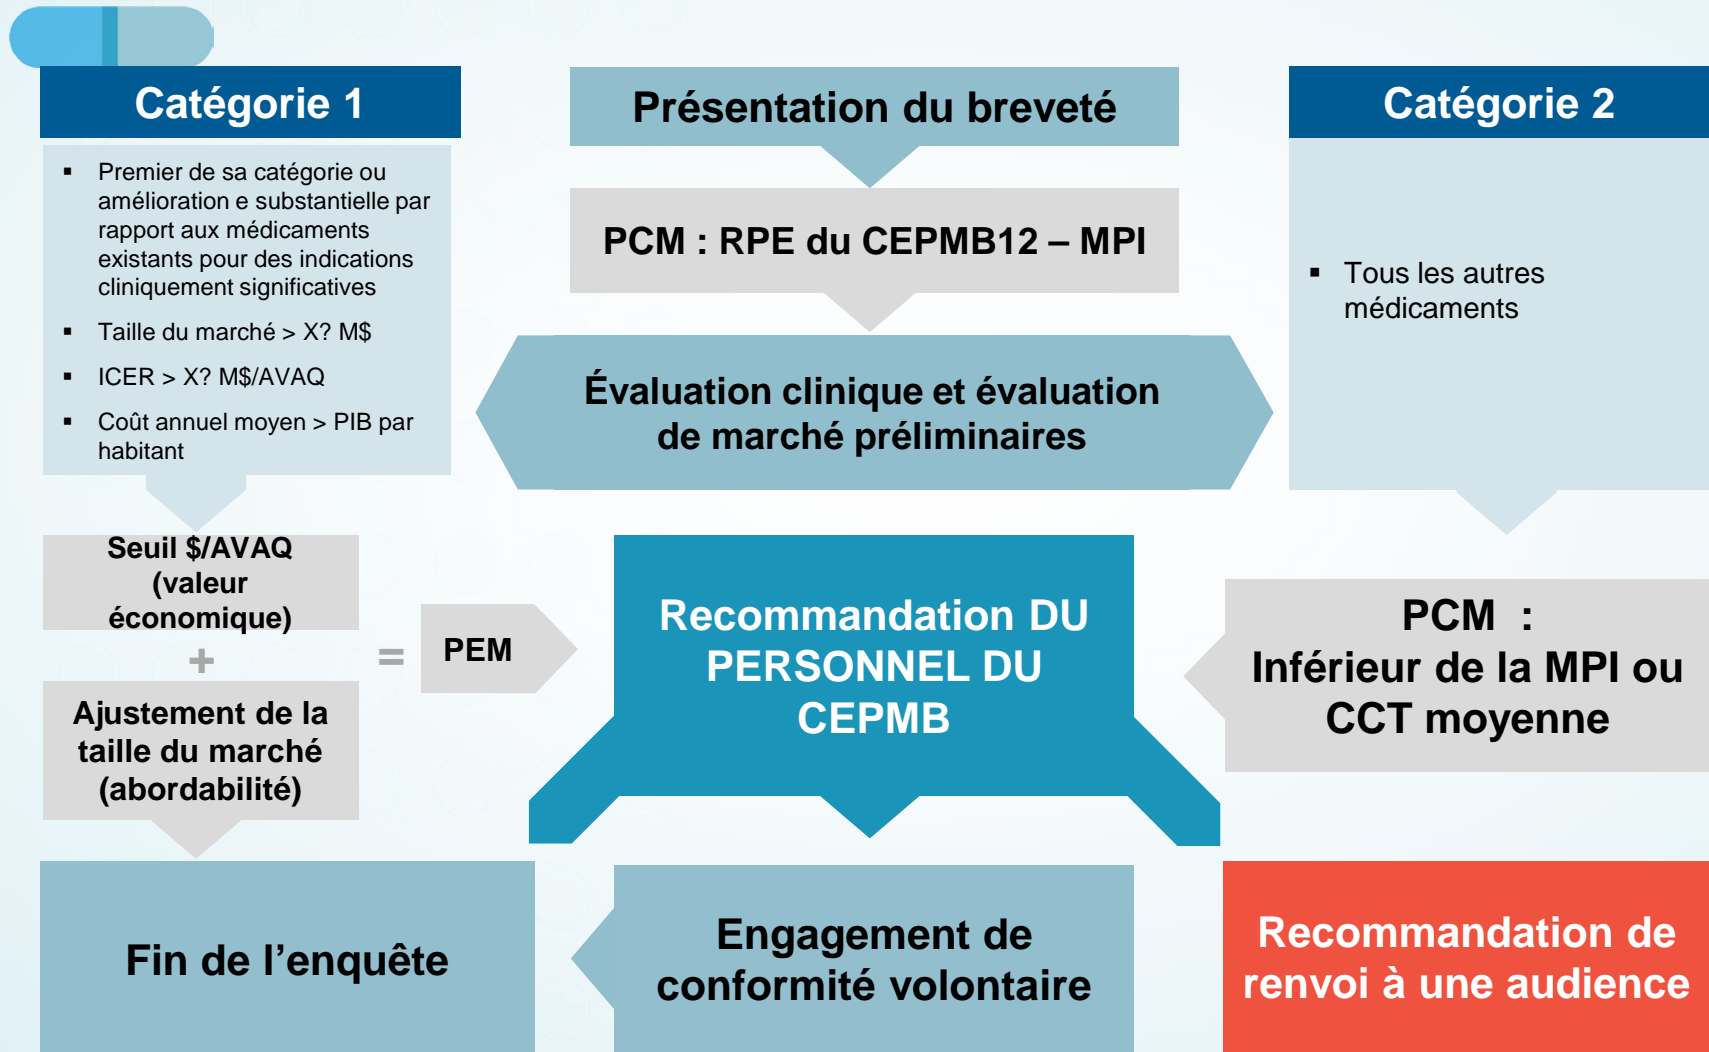 Catégorie 1
▪ Premier de sa catégorie ou
amélioration e substantielle par
rapport aux médicaments
existants pour des indications
cliniquement significatives
▪ Taille du marché > X? M$
▪ ICER > X? M$/AVAQ
▪ Coût annuel moyen > PIB par
habitant
Seuil $/AVAQ
(valeur
économique)
+
Ajustement de la
taille du marché
(abordabilité)
=
PEM
Présentation du breveté
PCM : RPE du CEPMB12 – MPI
Évaluation clinique et évaluation
de marché préliminaires
Recommandation DU
PERSONNEL DU
CEPMB
Catégorie 2
▪ Tous les autres
médicaments
PCM :
Inférieur de la MPI ou
CCT moyenne
Fin de l’enquête
Engagement de
conformité volontaire
Recommandation de
renvoi à une audience